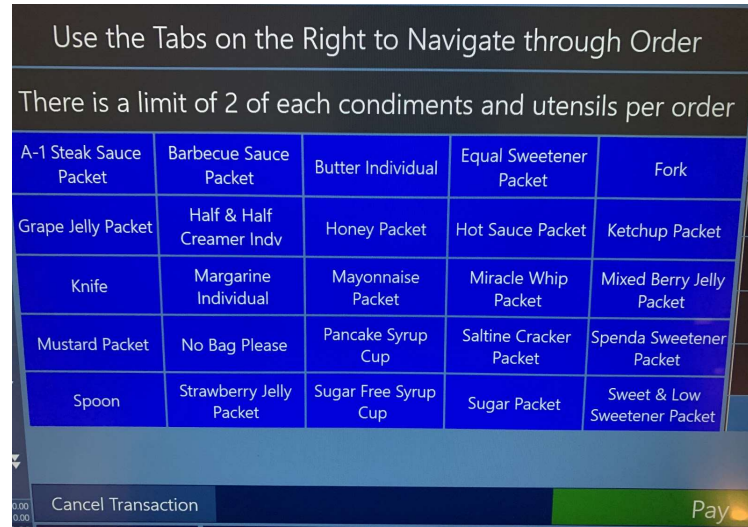 Use the Tabs on the Right to Navigate through Order
There is a limit of 2 of each condiments and utensils per order
A-1 Steak Sauce
Packet
Barbecue Sauce
Packet
Butter Individual
Equal Sweetener
Packet
Fork
Grape Jelly Packet
Half & Half
Creamer Indv
Honey Packet
Hot Sauce Packet
Ketchup Packet
Knife
Margarine
Individual
Mayonnaise
Packet
Miracle Whip
Packet
Mixed Berry Jelly
Packet
Mustard Packet
No Bag Please
Pancake Syrup
Cup
Saltine Cracker
Packet
Spenda Sweetener
Packet
Spoon
Strawberry Jelly
Packet
Sugar Free Syrup
Cup
Sugar Packet
Sweet & Low
Sweetener Packet
0.00
0.00
Cancel Transaction
Pay